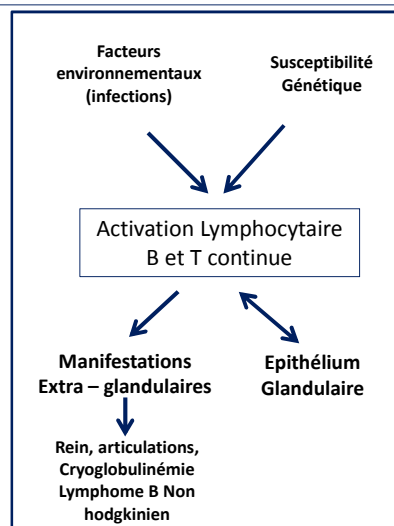 Facteurs
environnementaux
(infections)
Susceptibilité
Génétique
Activation Lymphocytaire
B et T continue
Manifestations
Extra – glandulaires
Epithélium
Glandulaire
Rein, articulations,
Cryoglobulinémie
Lymphome B Non
hodgkinien